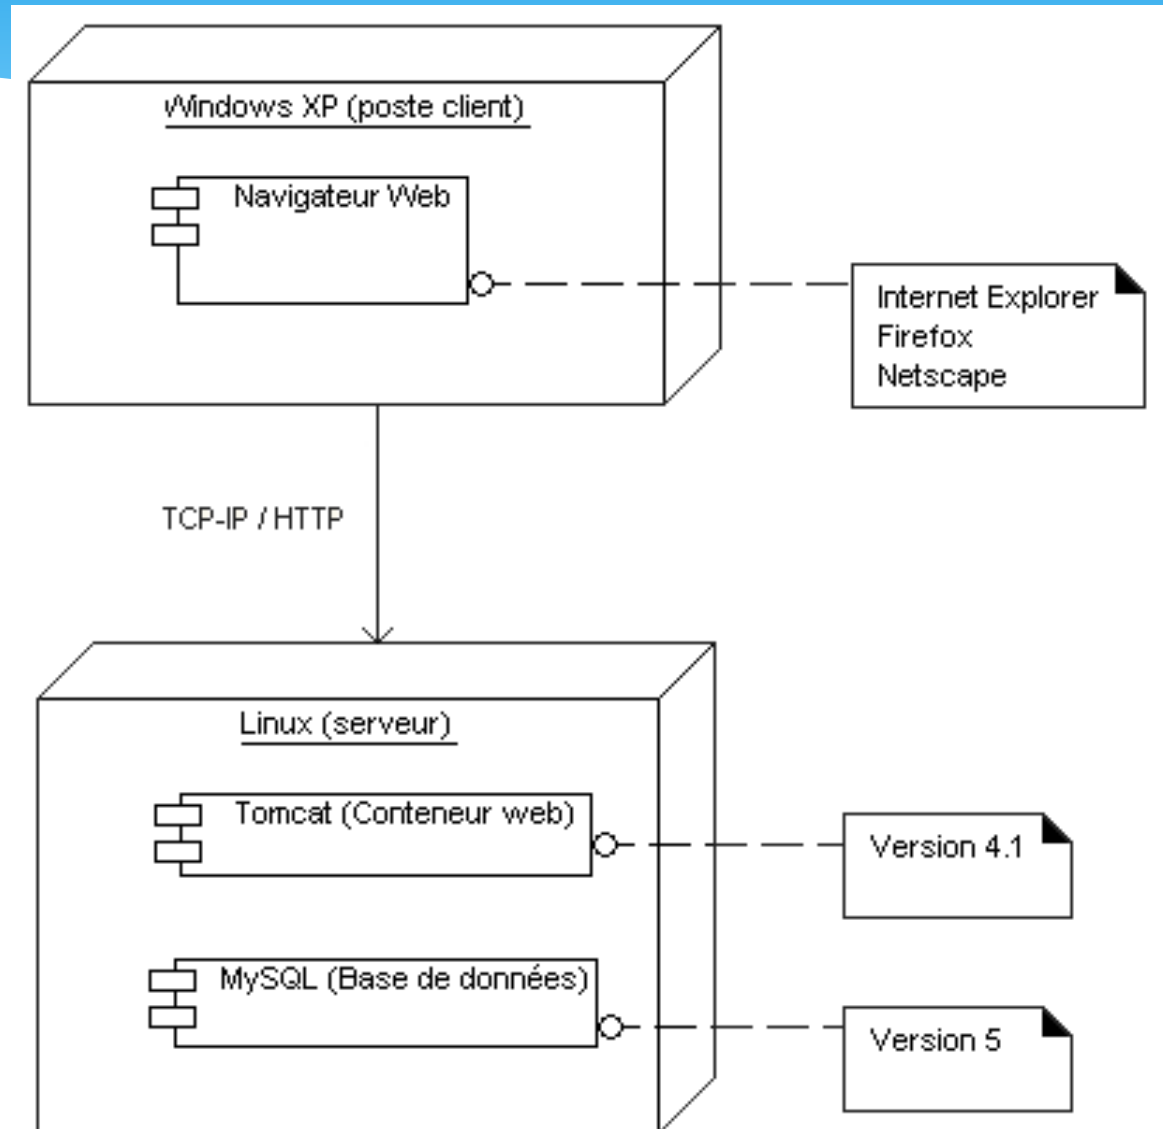 Windows XP (poste client)
Navigateur Web
Internet Explorer
Firefox
Netscape
TCP-IP / HTTP
Linux (serveur)
Tomcat (Conteneur web)
Version 4.1
MySQL (Base de données)
Version 5